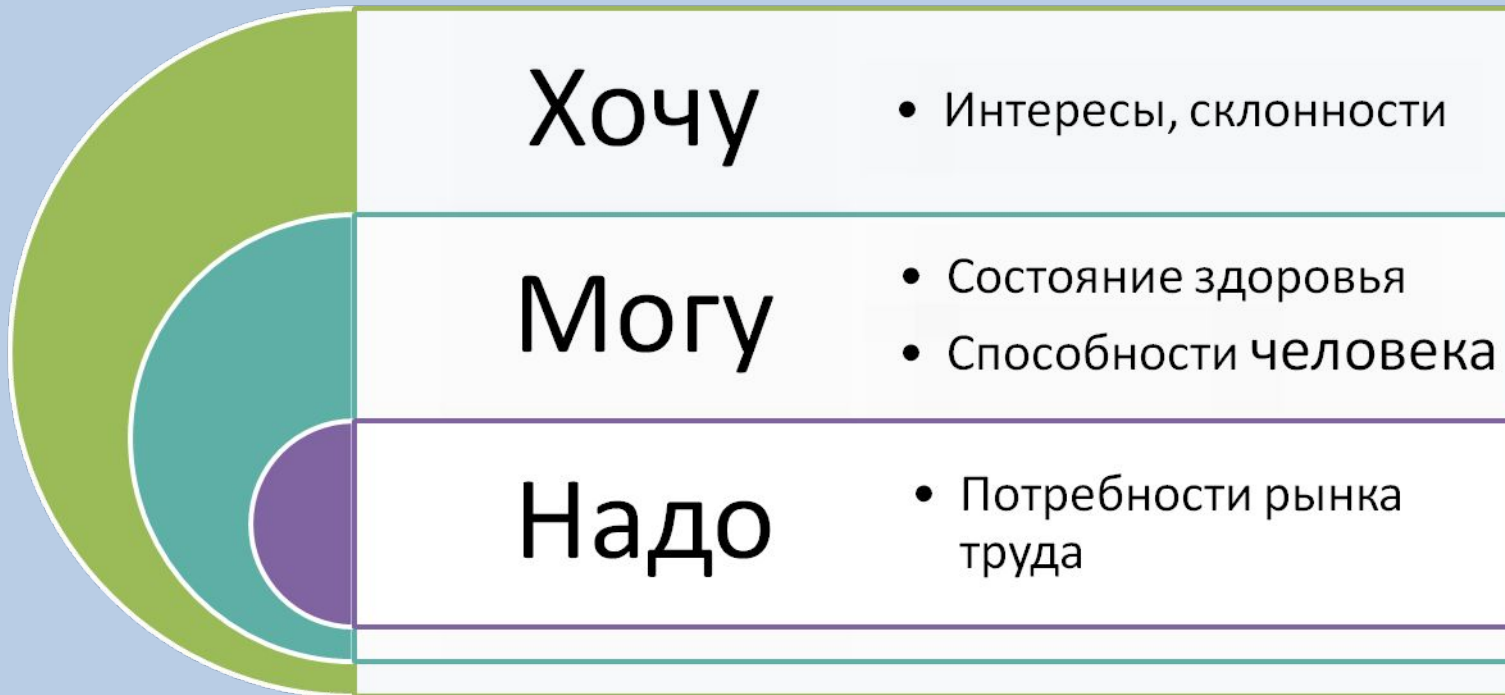 Хочу
• Интересы, склонности
Могу
• Состояние здоровья
• Способности человека
Надо
• Потребности рынка
труда